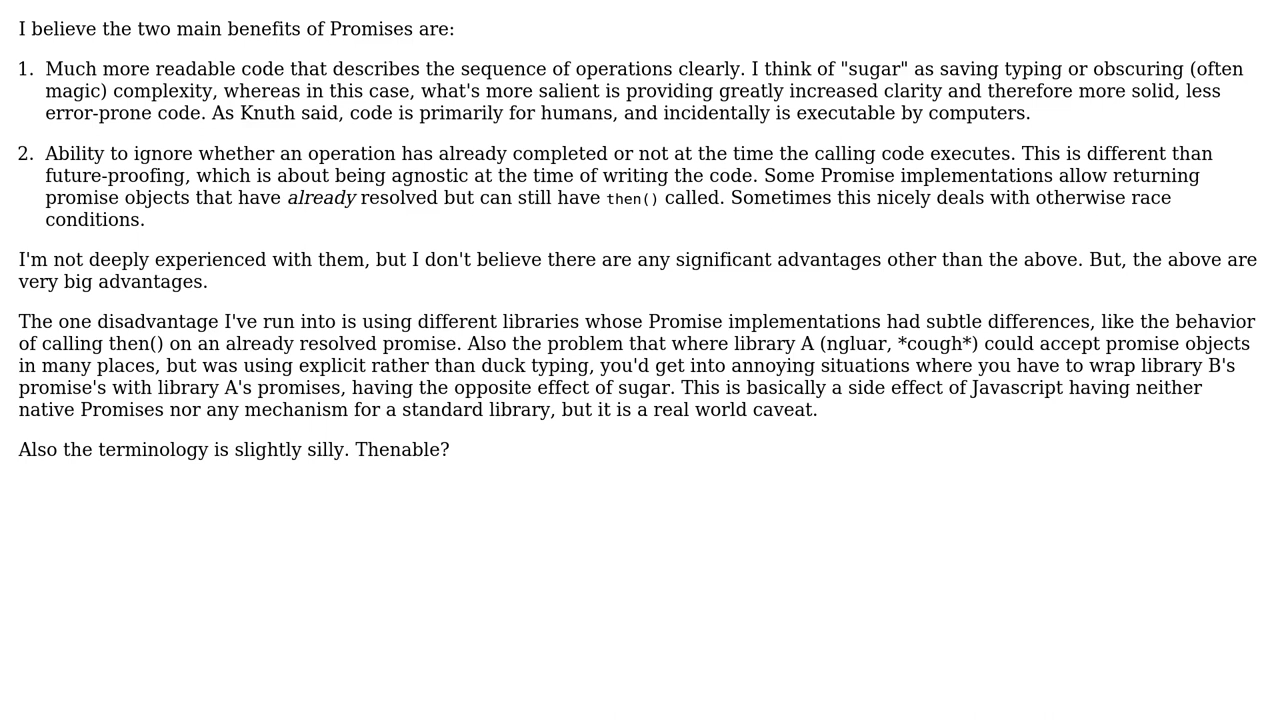 I believe the two main benefits of Promises are:
1. Much more readable code that describes the sequence of operations clearly. I think of "sugar" as saving typing or obscuring (often
magic) complexity, whereas in this case, what's more salient is providing greatly increased clarity and therefore more solid, less
error-prone code. As Knuth said, code is primarily for humans, and incidentally is executable by computers.
2. Ability to ignore whether an operation has already completed or not at the time the calling code executes. This is different than
future-proofing, which is about being agnostic at the time of writing the code. Some Promise implementations allow returning
promise objects that have already resolved but can still have then() called. Sometimes this nicely deals with otherwise race
conditions.
I'm not deeply experienced with them, but I don't believe there are any significant advantages other than the above. But, the above are
very big advantages.
The one disadvantage I've run into is using different libraries whose Promise implementations had subtle differences, like the behavior
of calling then() on an already resolved promise. Also the problem that where library A (ngluar, *cough*) could accept promise objects
in many places, but was using explicit rather than duck typing, you'd get into annoying situations where you have to wrap library B's
promise's with library A's promises, having the opposite effect of sugar. This is basically a side effect of Javascript having neither
native Promises nor any mechanism for a standard library, but it is a real world caveat.
Also the terminology is slightly silly. Thenable?